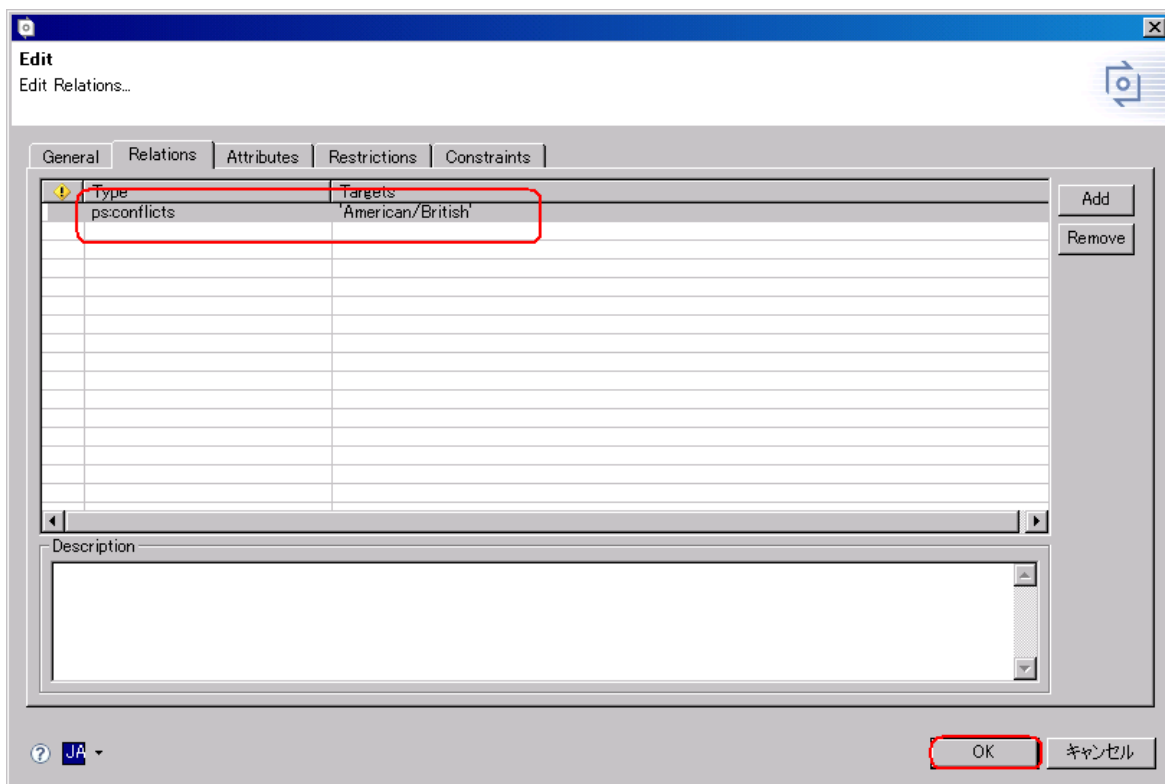 Edit
Edit Relations...
General Relations Attributes Restrictions Constraints
Type Targets
ps:conflicts 'American/British'
Add
Remove
Description
JA
OK キャンセル